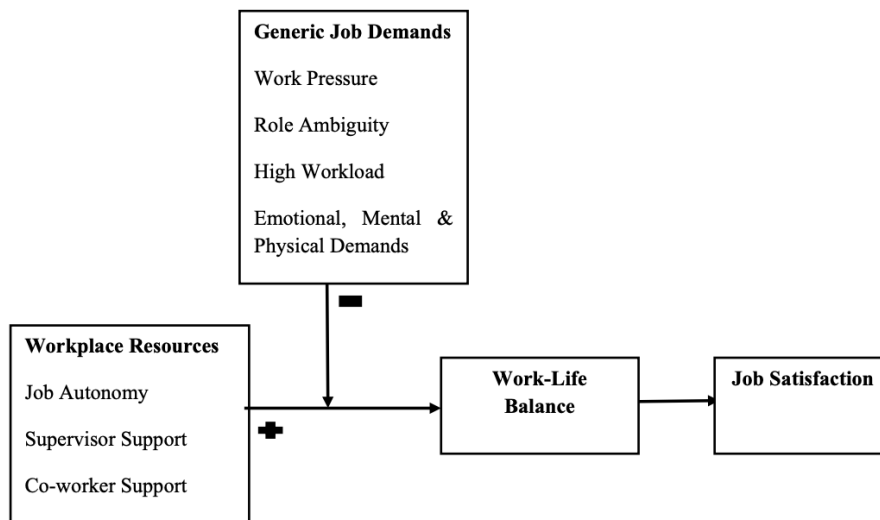 Generic Job Demands
Work Pressure
Role Ambiguity
High Workload
Emotional, Mental &
Physical Demands
Workplace Resources
Job Autonomy
Supervisor Support
Co-worker Support
Work-Life
Balance
Job Satisfaction